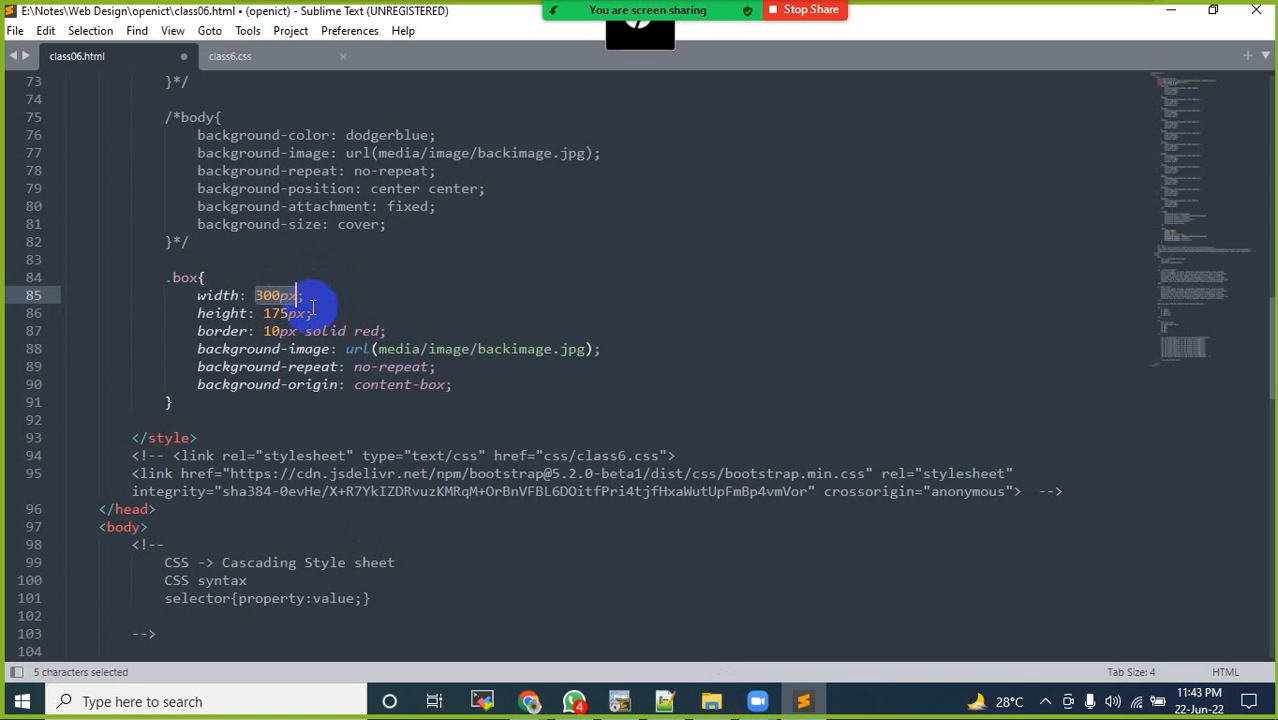 E:\Notes\Web Design\openict\class06.html • (openict) - Sublime Text (UNREGISTERED)
You are screen sharing
Stop Share
File Edit Selection Find View Goto Tools Project Preferences Help
class06.html
class6.css
73 }*/
74
75 /*body{
76 background-color: dodgerblue;
77 background-image: url(media/image/backimage.jpg);
78 background-repeat: no-repeat;
79 background-position: center center;
80 background-attachment: fixed;
81 background-size: cover;
82 }*/
83
84 .box{
85 width: 300px;
86 height: 175px;
87 border: 10px solid red;
88 background-image: url(media/image/backimage.jpg);
89 background-repeat: no-repeat;
90 background-origin: content-box;
91 }
92
93 </style>
94 <!-- <link rel="stylesheet" type="text/css" href="css/class6.css">
95 <link href="https://cdn.jsdelivr.net/npm/bootstrap@5.2.0-beta1/dist/css/bootstrap.min.css" rel="stylesheet"
integrity="sha384-0evHe/X+R7YkIZDRvuzKMRqM+OrBnVFBL6DOitfPri4tjfHxaWutUpFmBp4vmVor" crossorigin="anonymous"> -->
96 </head>
97 <body>
98 <!--
99 CSS -> Cascading Style sheet
100 CSS syntax
101 selector{property:value;}
102
103 -->
104
5 characters selected
Tab Size: 4
HTML
Type here to search
4
28°C
11:43 PM
22-Jun-22